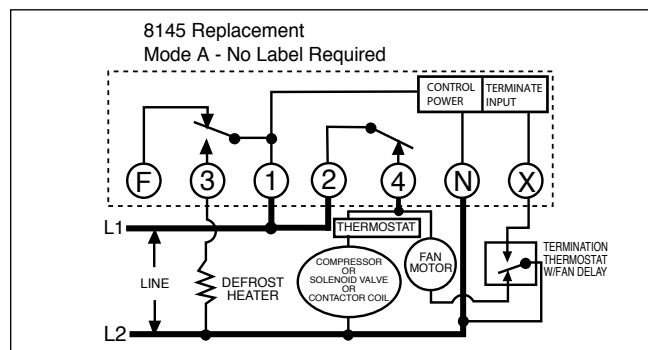 8145 Replacement
Mode A - No Label Required
CONTROL
POWER
TERMINATE
INPUT
F
3
1
2
4
N
X
L1
THERMOSTAT
LINE
DEFROST
HEATER
COMPRESSOR
OR
SOLENOID VALVE
OR
CONTACTOR COIL
FAN
MOTOR
TERMINATION
THERMOSTAT
W/FAN DELAY
L2